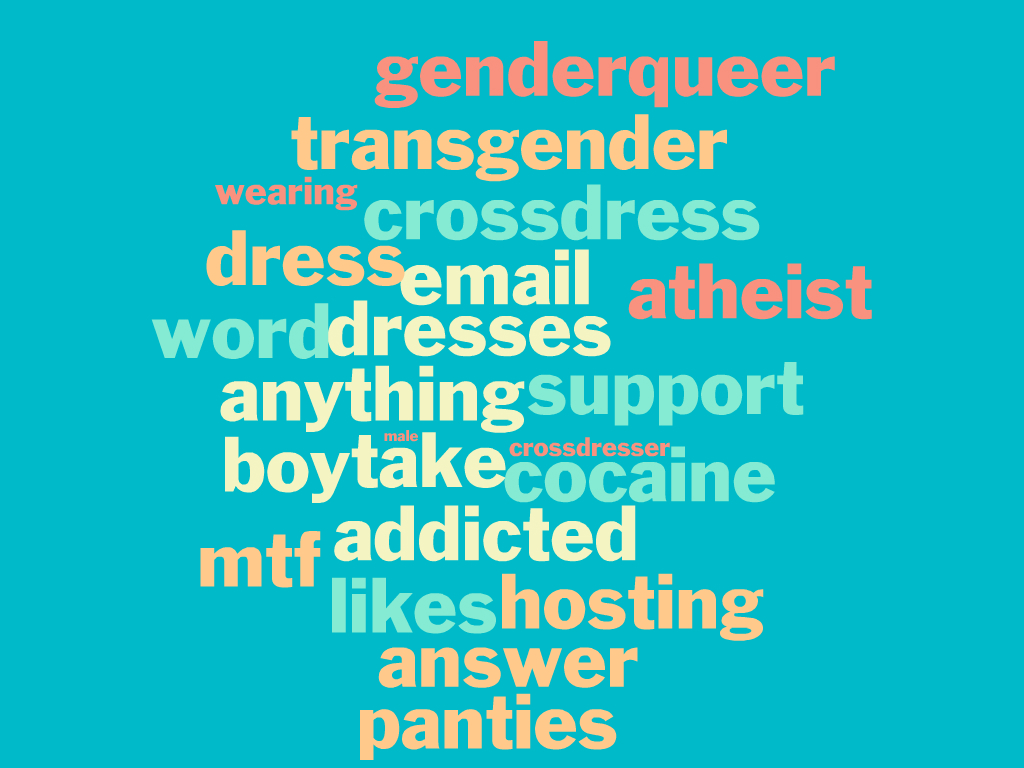 genderqueer
transgender
wearing
crossdress
dress
email
atheist
word
dresses
anything
support
male
boy
take
crossdresser
cocaine
addicted
mtf
likes
hosting
answer
panties